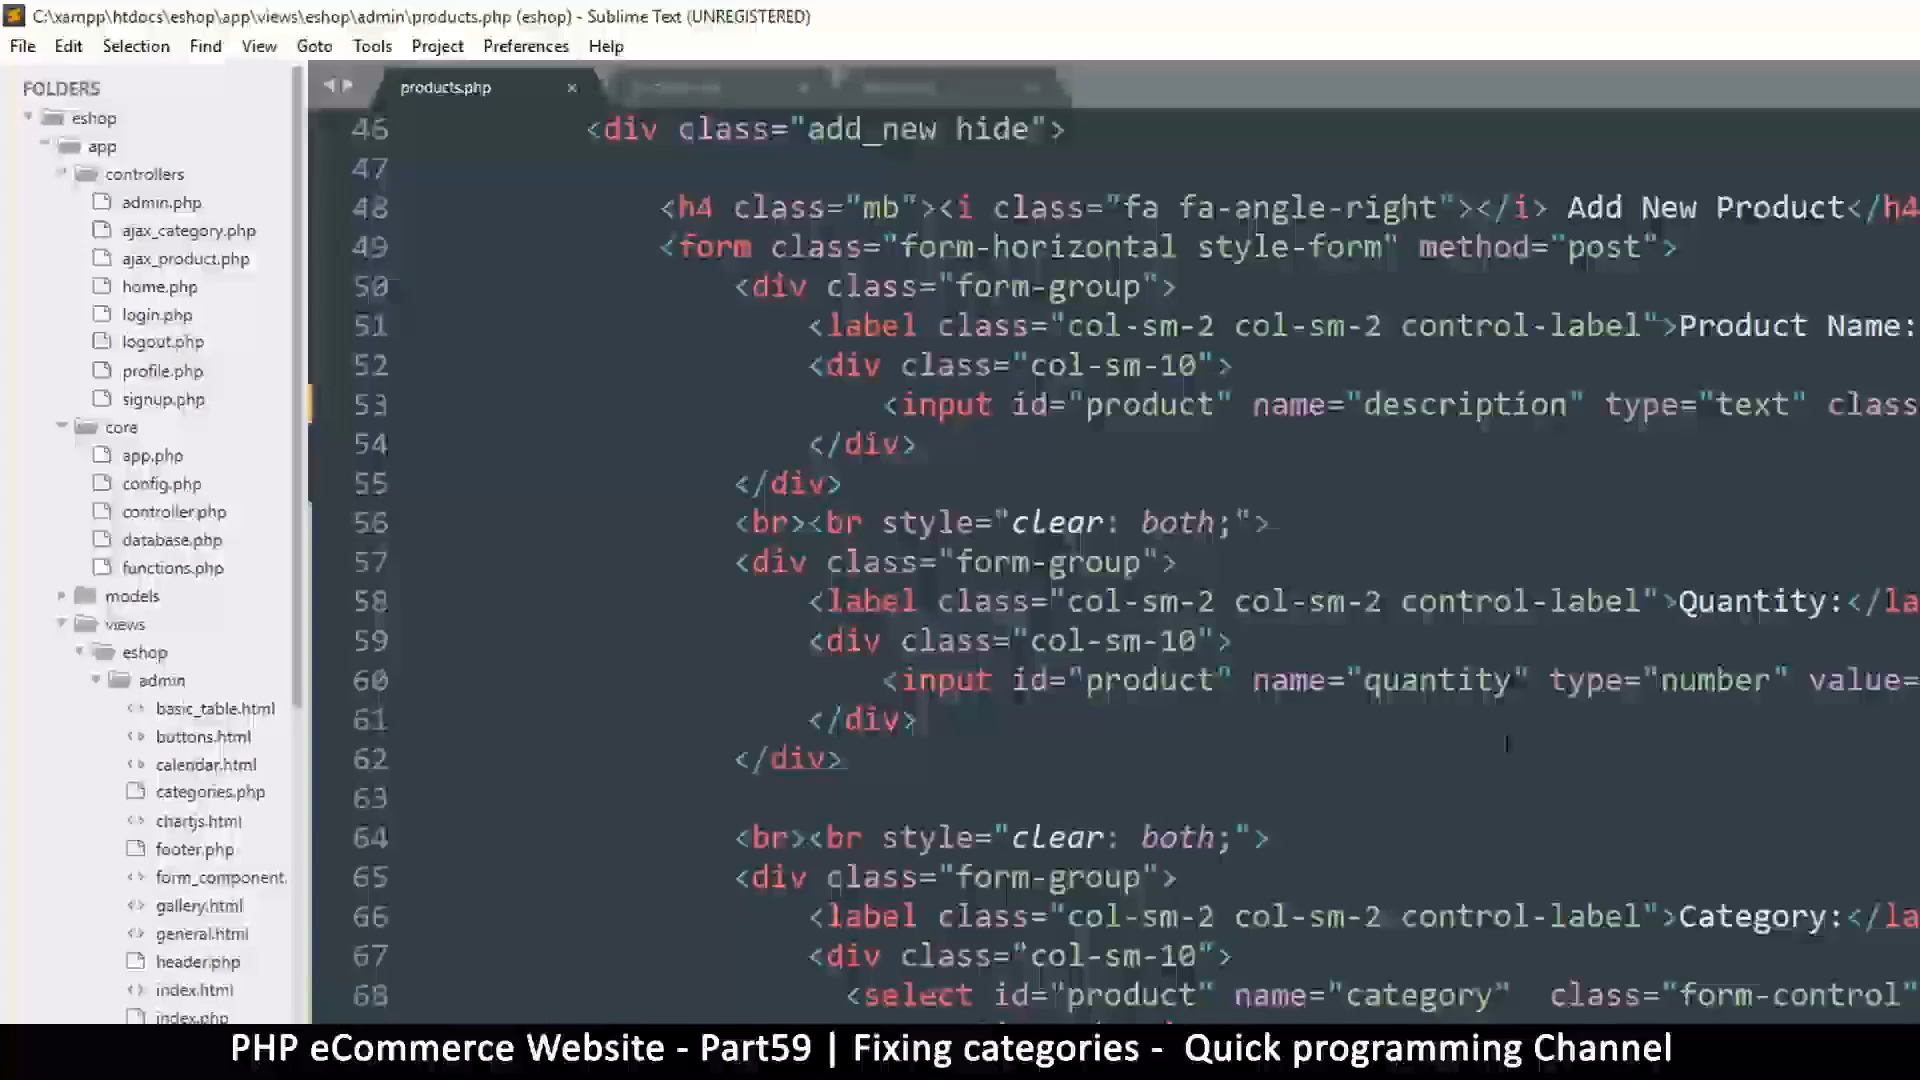 C:\xampp\htdocs\eshop\app\views\eshop\admin\products.php (eshop) - Sublime Text (UNREGISTERED)
File Edit Selection Find View Goto Tools Project Preferences Help
FOLDERS
eshop
app
controllers
admin.php
ajax_category.php
ajax_product.php
home.php
login.php
logout.php
profile.php
signup.php
core
app.php
config.php
controller.php
database.php
functions.php
models
views
eshop
admin
basic_table.html
buttons.html
calendar.html
categories.php
chartjs.html
footer.php
form_component.
gallery.html
general.html
header.php
index.html
index.php
products.php ×
46 <div class="add_new hide">
47
48 <h4 class="mb"><i class="fa fa-angle-right"></i> Add New Product</h4
49 <form class="form-horizontal style-form" method="post">
50 <div class="form-group">
51 <label class="col-sm-2 col-sm-2 control-label">Product Name:
52 <div class="col-sm-10">
53 <input id="product" name="description" type="text" class
54 </div>
55 </div>
56 <br><br style="clear: both;">
57 <div class="form-group">
58 <label class="col-sm-2 col-sm-2 control-label">Quantity:</la
59 <div class="col-sm-10">
60 <input id="product" name="quantity" type="number" value=
61 </div>
62 </div>
63
64 <br><br style="clear: both;">
65 <div class="form-group">
66 <label class="col-sm-2 col-sm-2 control-label">Category:</la
67 <div class="col-sm-10">
68 <select id="product" name="category" class="form-control"
PHP eCommerce Website - Part59 | Fixing categories - Quick programming Channel